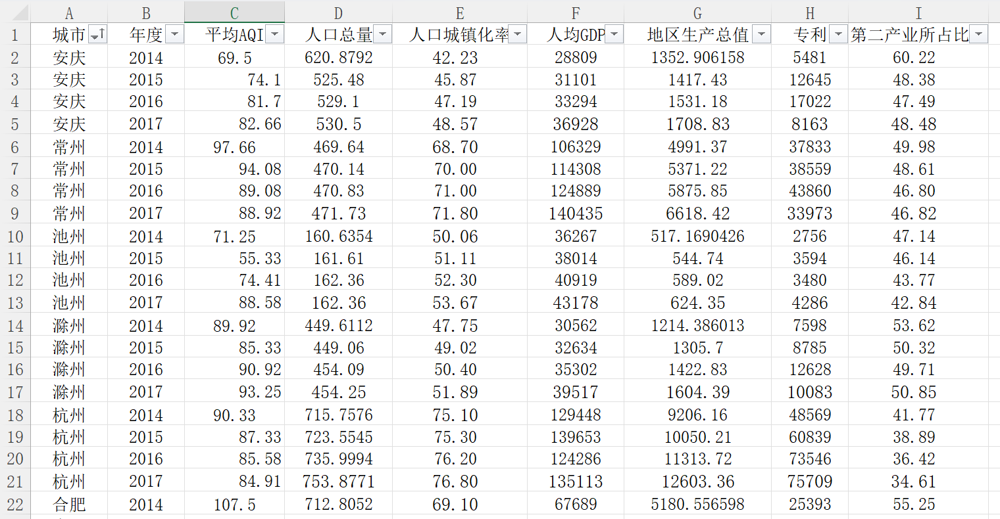 A B C D E F G H I
1 城市 年度 平均AQI 人口总量 人口城镇化率 人均GDP 地区生产总值 专利 第二产业所占比
2 安庆 2014 69.5 620.8792 42.23 28809 1352.906158 5481 60.22
3 安庆 2015 74.1 525.48 45.87 31101 1417.43 12645 48.38
4 安庆 2016 81.7 529.1 47.19 33294 1531.18 17022 47.49
5 安庆 2017 82.66 530.5 48.57 36928 1708.83 8163 48.48
6 常州 2014 97.66 469.64 68.70 106329 4991.37 37833 49.98
7 常州 2015 94.08 470.14 70.00 114308 5371.22 38559 48.61
8 常州 2016 89.08 470.83 71.00 124889 5875.85 43860 46.80
9 常州 2017 88.92 471.73 71.80 140435 6618.42 33973 46.82
10 池州 2014 71.25 160.6354 50.06 36267 517.1690426 2756 47.14
11 池州 2015 55.33 161.61 51.11 38014 544.74 3594 46.14
12 池州 2016 74.41 162.36 52.30 40919 589.02 3480 43.77
13 池州 2017 88.58 162.36 53.67 43178 624.35 4286 42.84
14 滁州 2014 89.92 449.6112 47.75 30562 1214.386013 7598 53.62
15 滁州 2015 85.33 449.06 49.02 32634 1305.7 8785 50.32
16 滁州 2016 90.92 454.09 50.40 35302 1422.83 12628 49.71
17 滁州 2017 93.25 454.25 51.89 39517 1604.39 10083 50.85
18 杭州 2014 90.33 715.7576 75.10 129448 9206.16 48569 41.77
19 杭州 2015 87.33 723.5545 75.30 139653 10050.21 60839 38.89
20 杭州 2016 85.58 735.9994 76.20 124286 11313.72 73546 36.42
21 杭州 2017 84.91 753.8771 76.80 135113 12603.36 75709 34.61
22 合肥 2014 107.5 712.8052 69.10 67689 5180.556598 25393 55.25